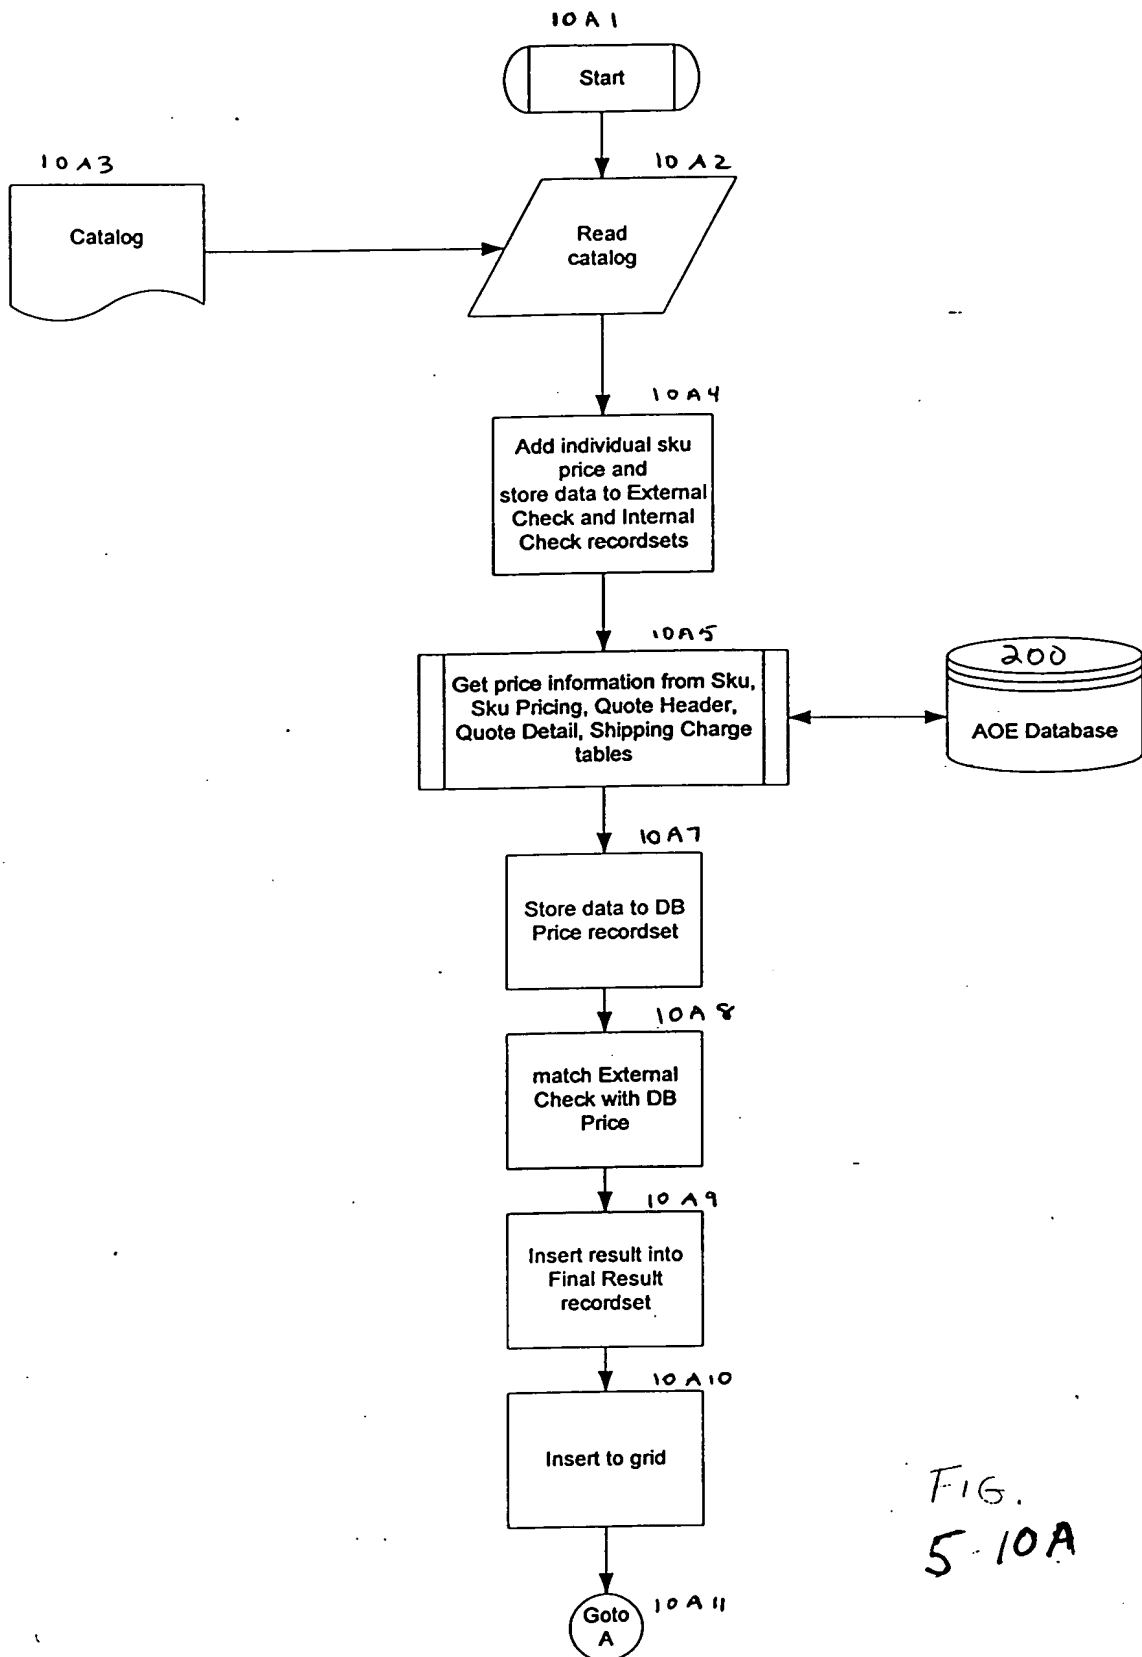 10A1
Start
10A3
10A2
Catalog
Read
catalog
10A4
Add individual sku
price and
store data to External
Check and Internal
Check recordsets
10A5
Get price information from Sku,
Sku Pricing, Quote Header,
Quote Detail, Shipping Charge
tables
200
AOE Database
10A7
Store data to DB
Price recordset
10A8
match External
Check with DB
Price
10A9
Insert result into
Final Result
recordset
10A10
Insert to grid
FIG.
5-10A
Goto
A
10A11